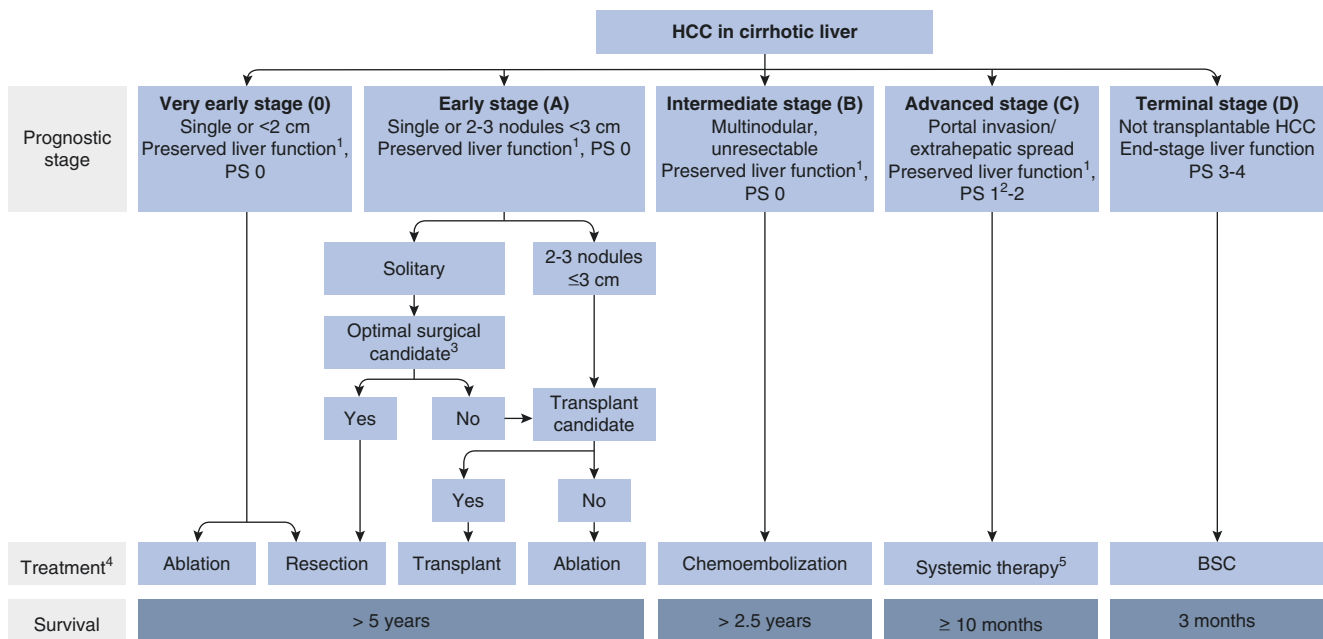 HCC in cirrhotic liver
Prognostic
stage
Very early stage (0)
Single or <2 cm
Preserved liver function¹,
PS 0
Early stage (A)
Single or 2-3 nodules <3 cm
Preserved liver function¹, PS 0
Intermediate stage (B)
Multinodular,
unresectable
Preserved liver function¹,
PS 0
Advanced stage (C)
Portal invasion/
extrahepatic spread
Preserved liver function¹,
PS 1²-2
Terminal stage (D)
Not transplantable HCC
End-stage liver function
PS 3-4
Solitary
2-3 nodules
≤3 cm
Optimal surgical
candidate³
Yes
No
Transplant
candidate
Yes
No
Treatment⁴
Ablation
Resection
Transplant
Ablation
Chemoembolization
Systemic therapy⁵
BSC
Survival
> 5 years
> 2.5 years
≥ 10 months
3 months